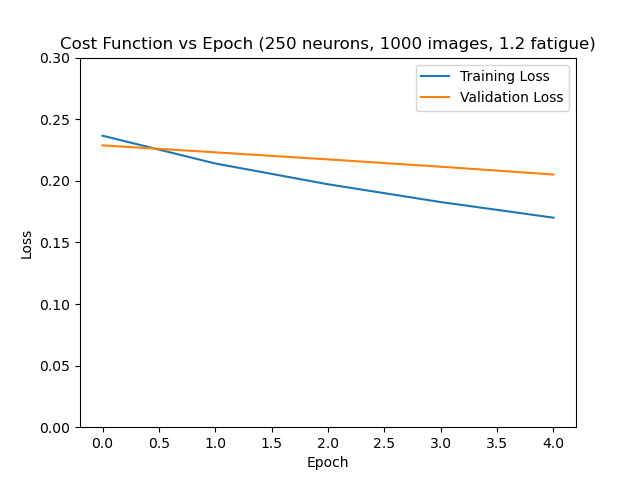 Cost Function vs Epoch (250 neurons, 1000 images, 1.2 fatigue)
Training Loss
Validation Loss
0.30
0.25
0.20
0.15
0.10
0.05
0.00
Loss
0.0 0.5 1.0 1.5 2.0 2.5 3.0 3.5 4.0
Epoch